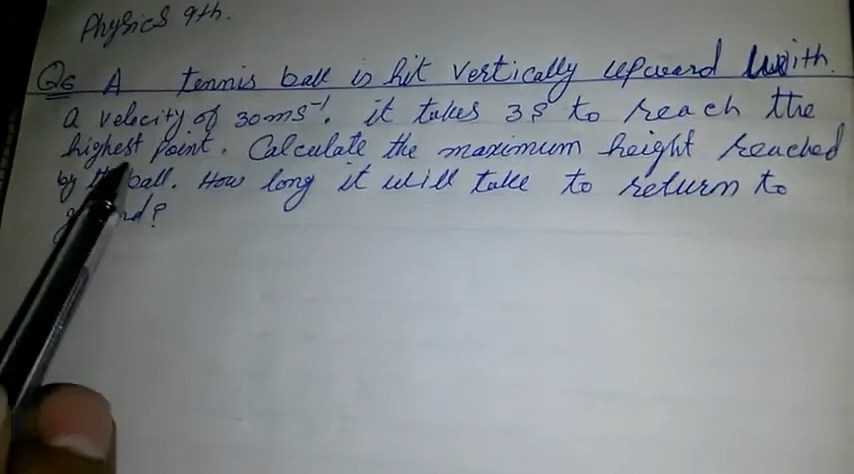 Physics 9th.
Q6 A tennis ball is hit vertically upward with
a velocity of 30ms⁻¹. it takes 3s to reach the
highest point. Calculate the maximum height reached
by ball. How long it will take to return to